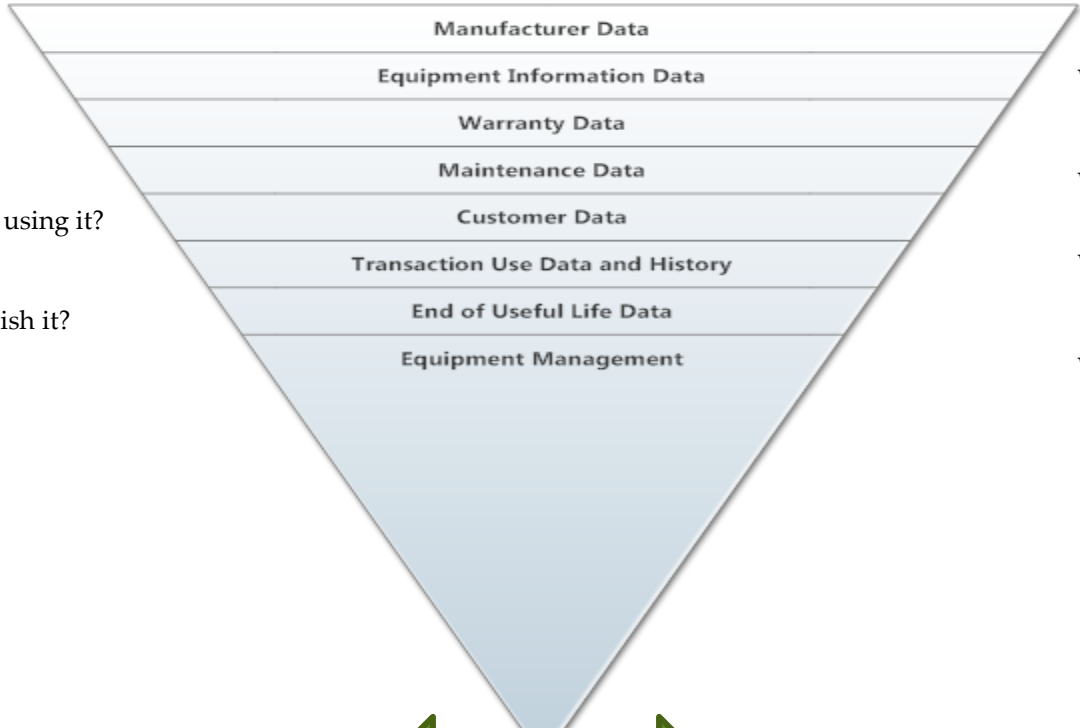 Manufacturer Data
Equipment Information Data
Warranty Data
Maintenance Data
Customer Data
using it?
Transaction Use Data and History
End of Useful Life Data
ish it?
Equipment Management